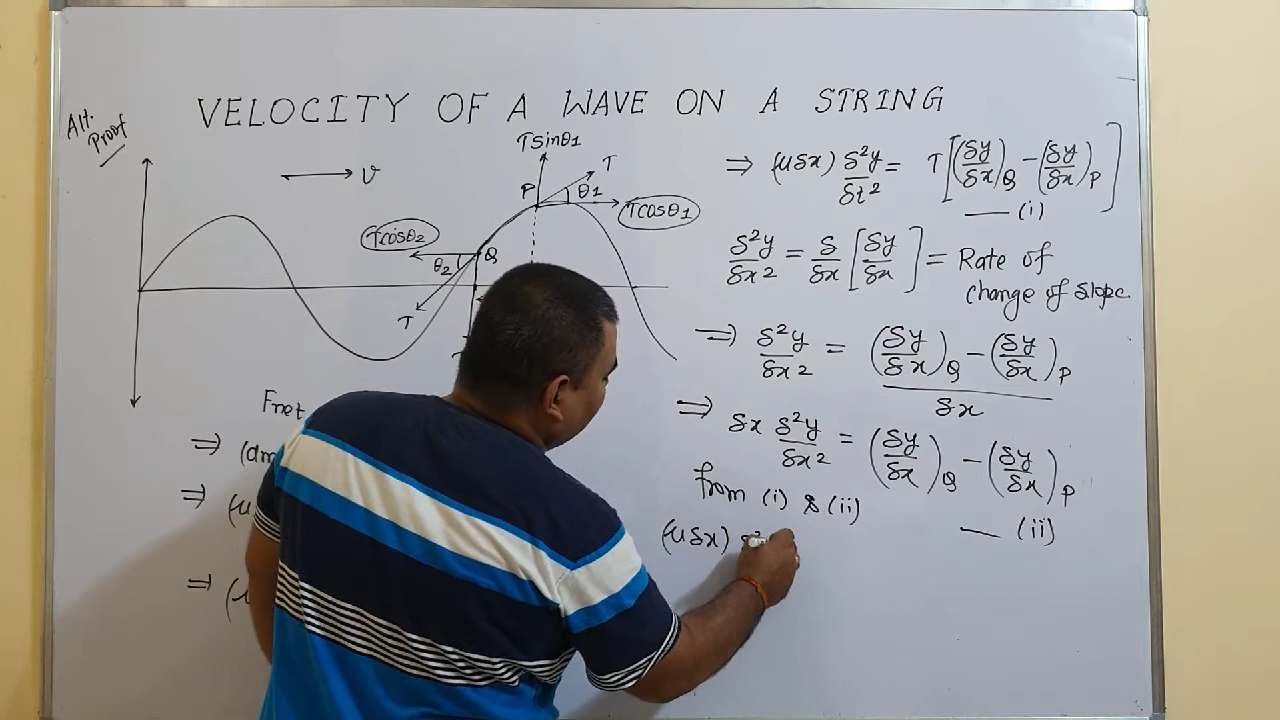 VELOCITY OF A WAVE ON A STRING
Alt.
Proof
v
Tsinθ1
T
P
θ1
Tcosθ1
Tcosθ2
Q
θ2
T
Fnet
⇒ (dm
⇒ (μ
⇒ (μ
⇒ (μδx) δ²y/δt² = T[(δy/δx)Q − (δy/δx)P]
— (i)
δ²y/δx² = δ/δx [δy/δx] = Rate of
change of slope.
⇒ δ²y/δx² = ((δy/δx)Q − (δy/δx)P)/δx
⇒ δx δ²y/δx² = (δy/δx)Q − (δy/δx)P
from (i) & (ii)
— (ii)
(μδx) δ²